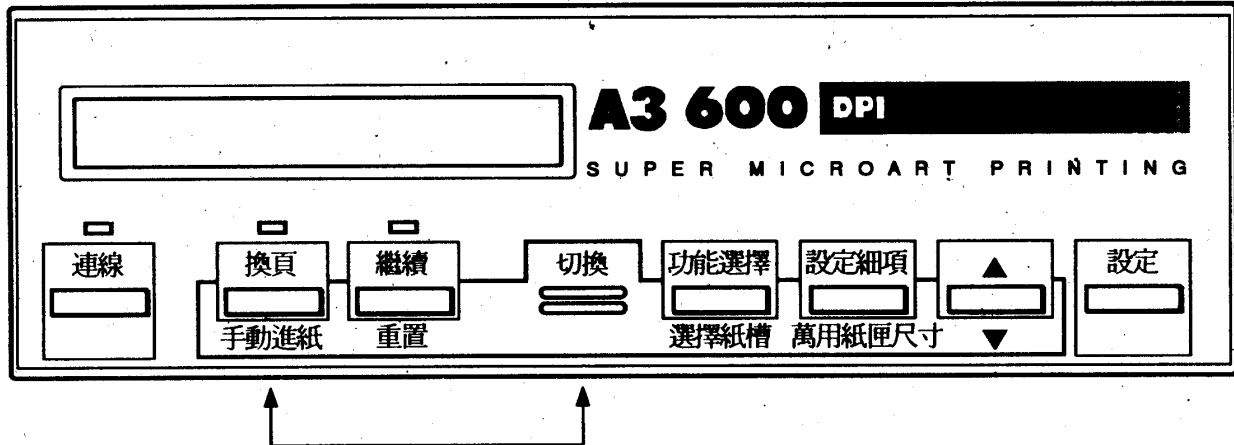 A3 600 DPI
SUPER MICROART PRINTING
連線 換頁 繼續 切換 功能選擇 設定細項 ▲ 設定
手動進紙 重置 選擇紙槽 萬用紙匣尺寸 ▼